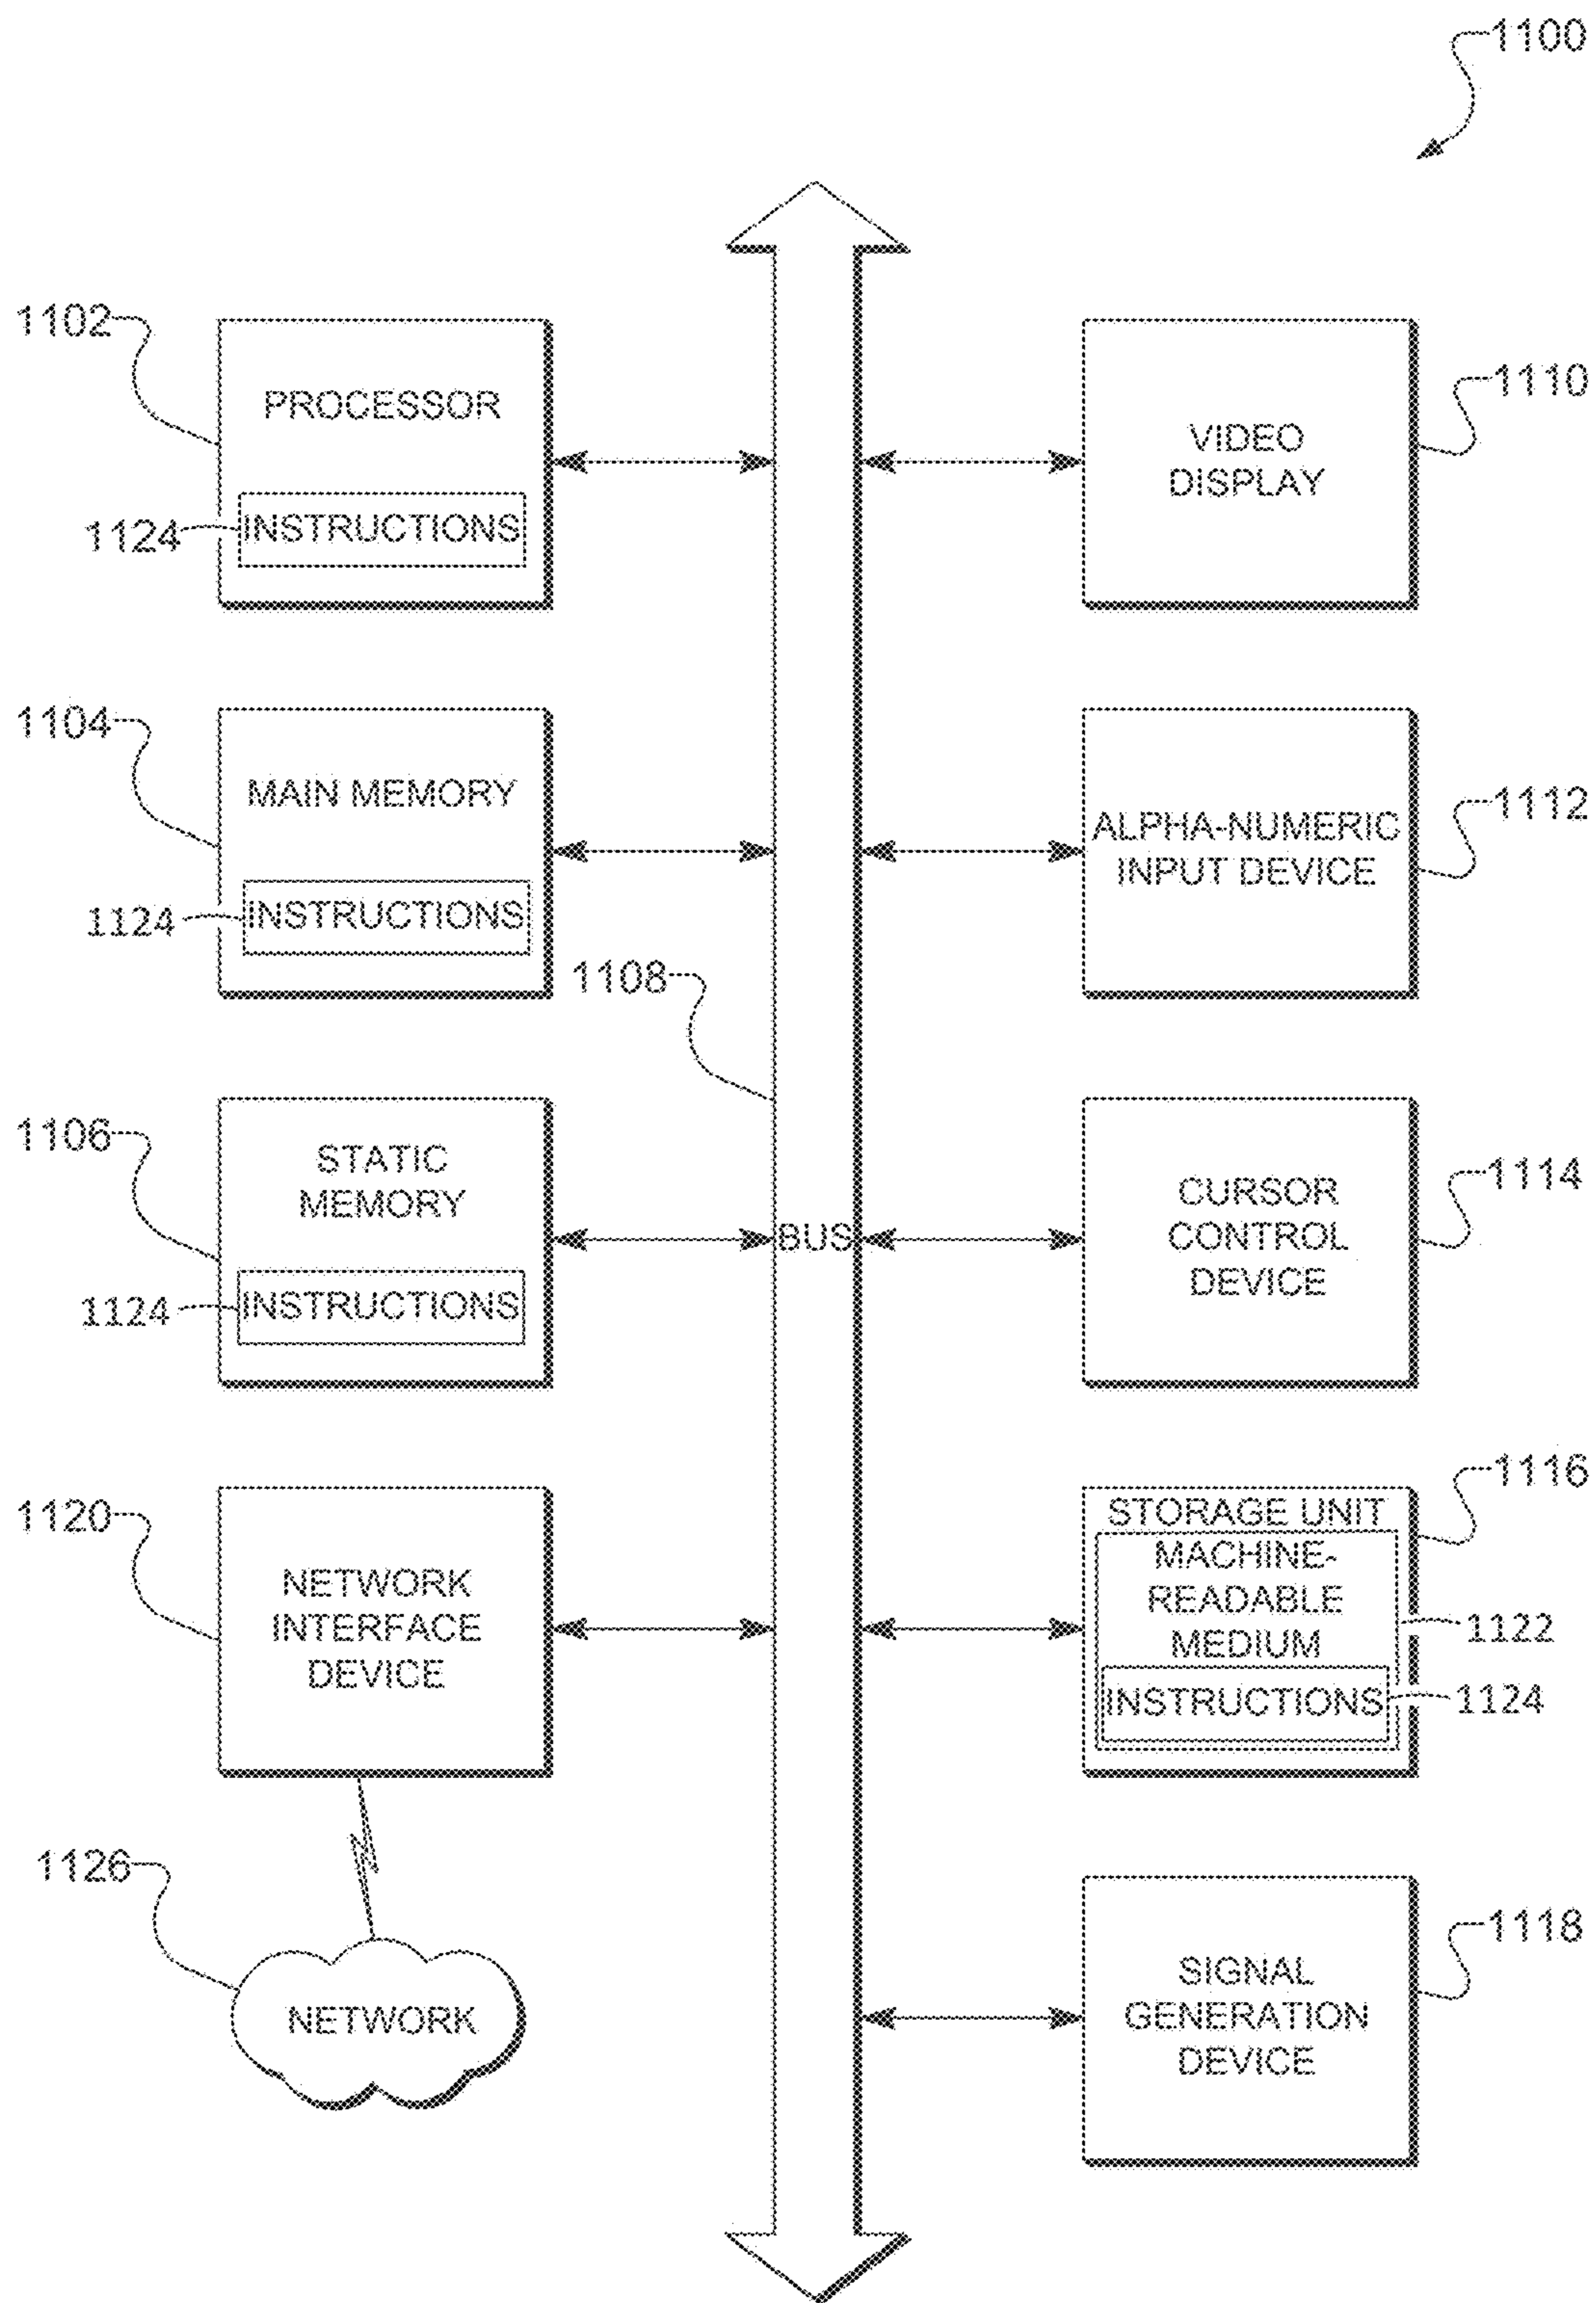 1100
1102
PROCESSOR
1124
INSTRUCTIONS
1110
VIDEO
DISPLAY
1104
MAIN MEMORY
1124
INSTRUCTIONS
1112
ALPHA-NUMERIC
INPUT DEVICE
1108
1106
STATIC
MEMORY
1124
INSTRUCTIONS
BUS
1114
CURSOR
CONTROL
DEVICE
1120
NETWORK
INTERFACE
DEVICE
1116
STORAGE UNIT
MACHINE-
READABLE
MEDIUM
1122
INSTRUCTIONS
1124
1126
NETWORK
1118
SIGNAL
GENERATION
DEVICE